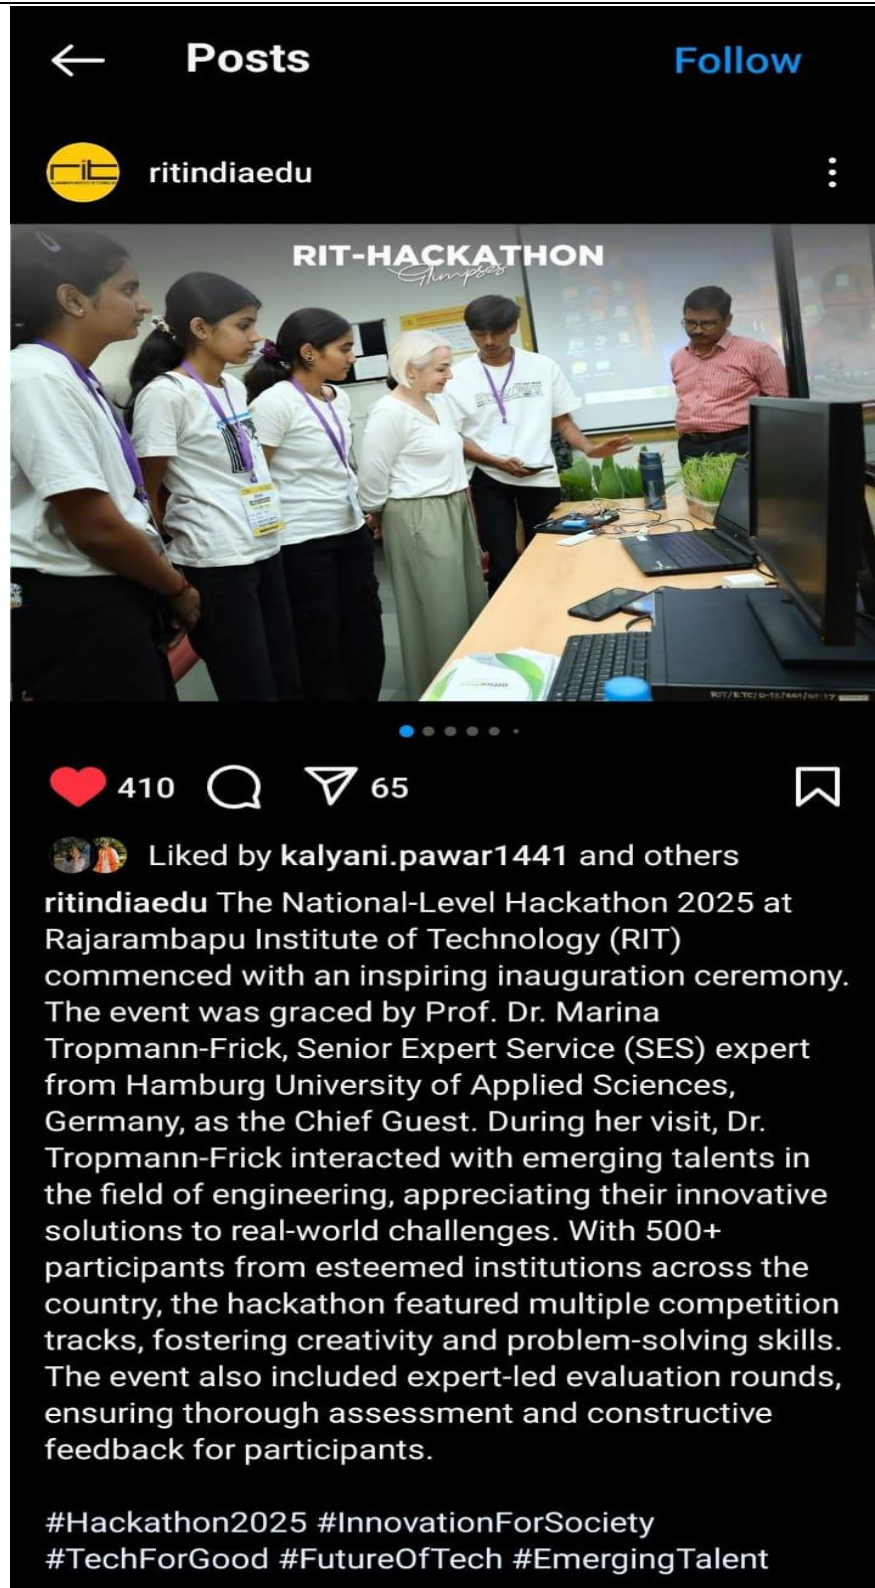 Posts
Follow
rit
ritindiaedu
RIT-HACKATHON
Glimpses
410
65
Liked by kalyani.pawar1441 and others
ritindiaedu The National-Level Hackathon 2025 at
Rajarambapu Institute of Technology (RIT)
commenced with an inspiring inauguration ceremony.
The event was graced by Prof. Dr. Marina
Tropmann-Frick, Senior Expert Service (SES) expert
from Hamburg University of Applied Sciences,
Germany, as the Chief Guest. During her visit, Dr.
Tropmann-Frick interacted with emerging talents in
the field of engineering, appreciating their innovative
solutions to real-world challenges. With 500+
participants from esteemed institutions across the
country, the hackathon featured multiple competition
tracks, fostering creativity and problem-solving skills.
The event also included expert-led evaluation rounds,
ensuring thorough assessment and constructive
feedback for participants.
#Hackathon2025 #InnovationForSociety
#TechForGood #FutureOfTech #EmergingTalent